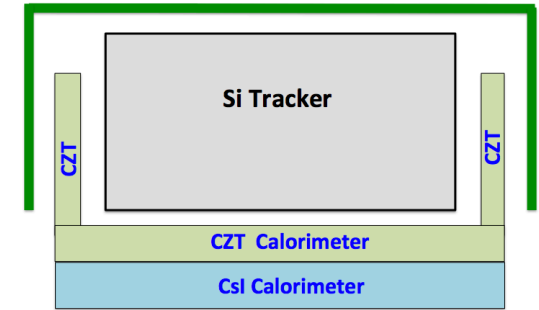 Si Tracker
CZT
CZT
CZT Calorimeter
CsI Calorimeter